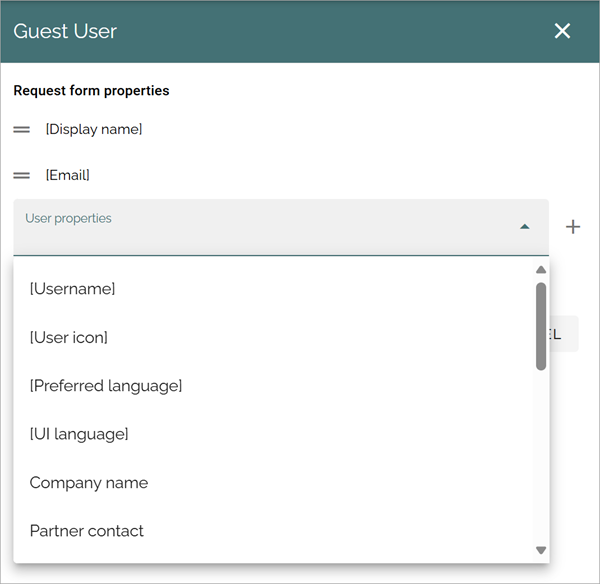 Guest User
Request form properties
[Display name]
[Email]
User properties
[Username]
[User icon]
[Preferred language]
[UI language]
Company name
Partner contact